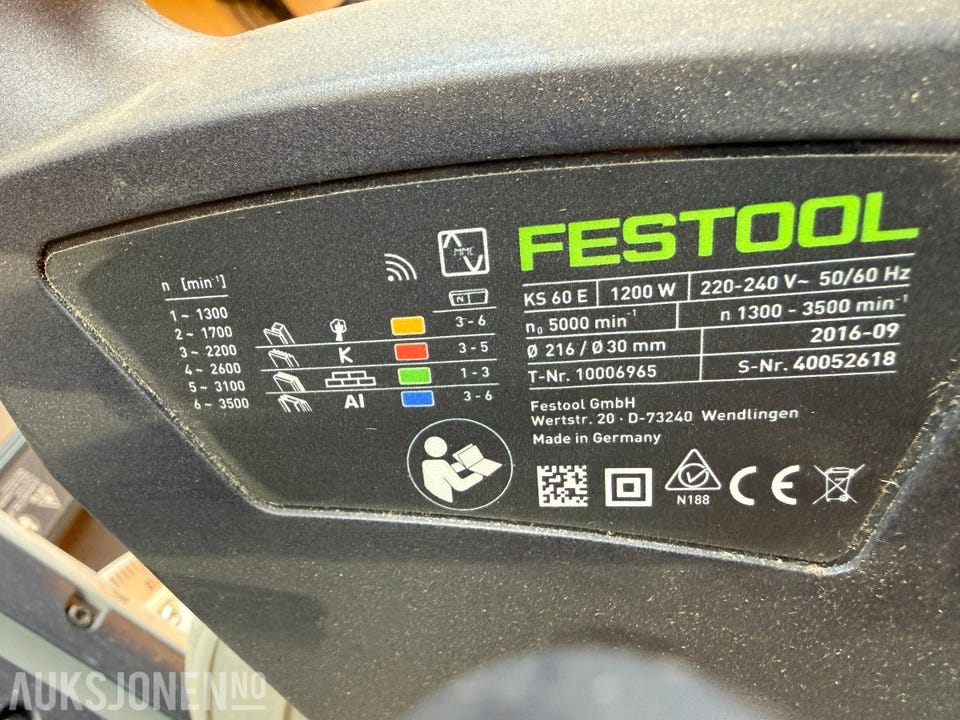 FESTOOL
KS 60 E 1200 W 220-240 V~ 50/60 Hz
n₀ 5000 min⁻¹ n 1300 - 3500 min⁻¹
Ø 216 / Ø 30 mm 2016-09
T-Nr. 10006965 S-Nr. 40052618
Festool GmbH
Wertstr. 20 · D-73240 Wendlingen
Made in Germany
N188
CE
MMC
n [min⁻¹]
1 ~ 1300
2 ~ 1700
3 ~ 2200
4 ~ 2600
5 ~ 3100
6 ~ 3500
3 - 6
K 3 - 5
1 - 3
Al 3 - 6
AUKSJONEN.NO